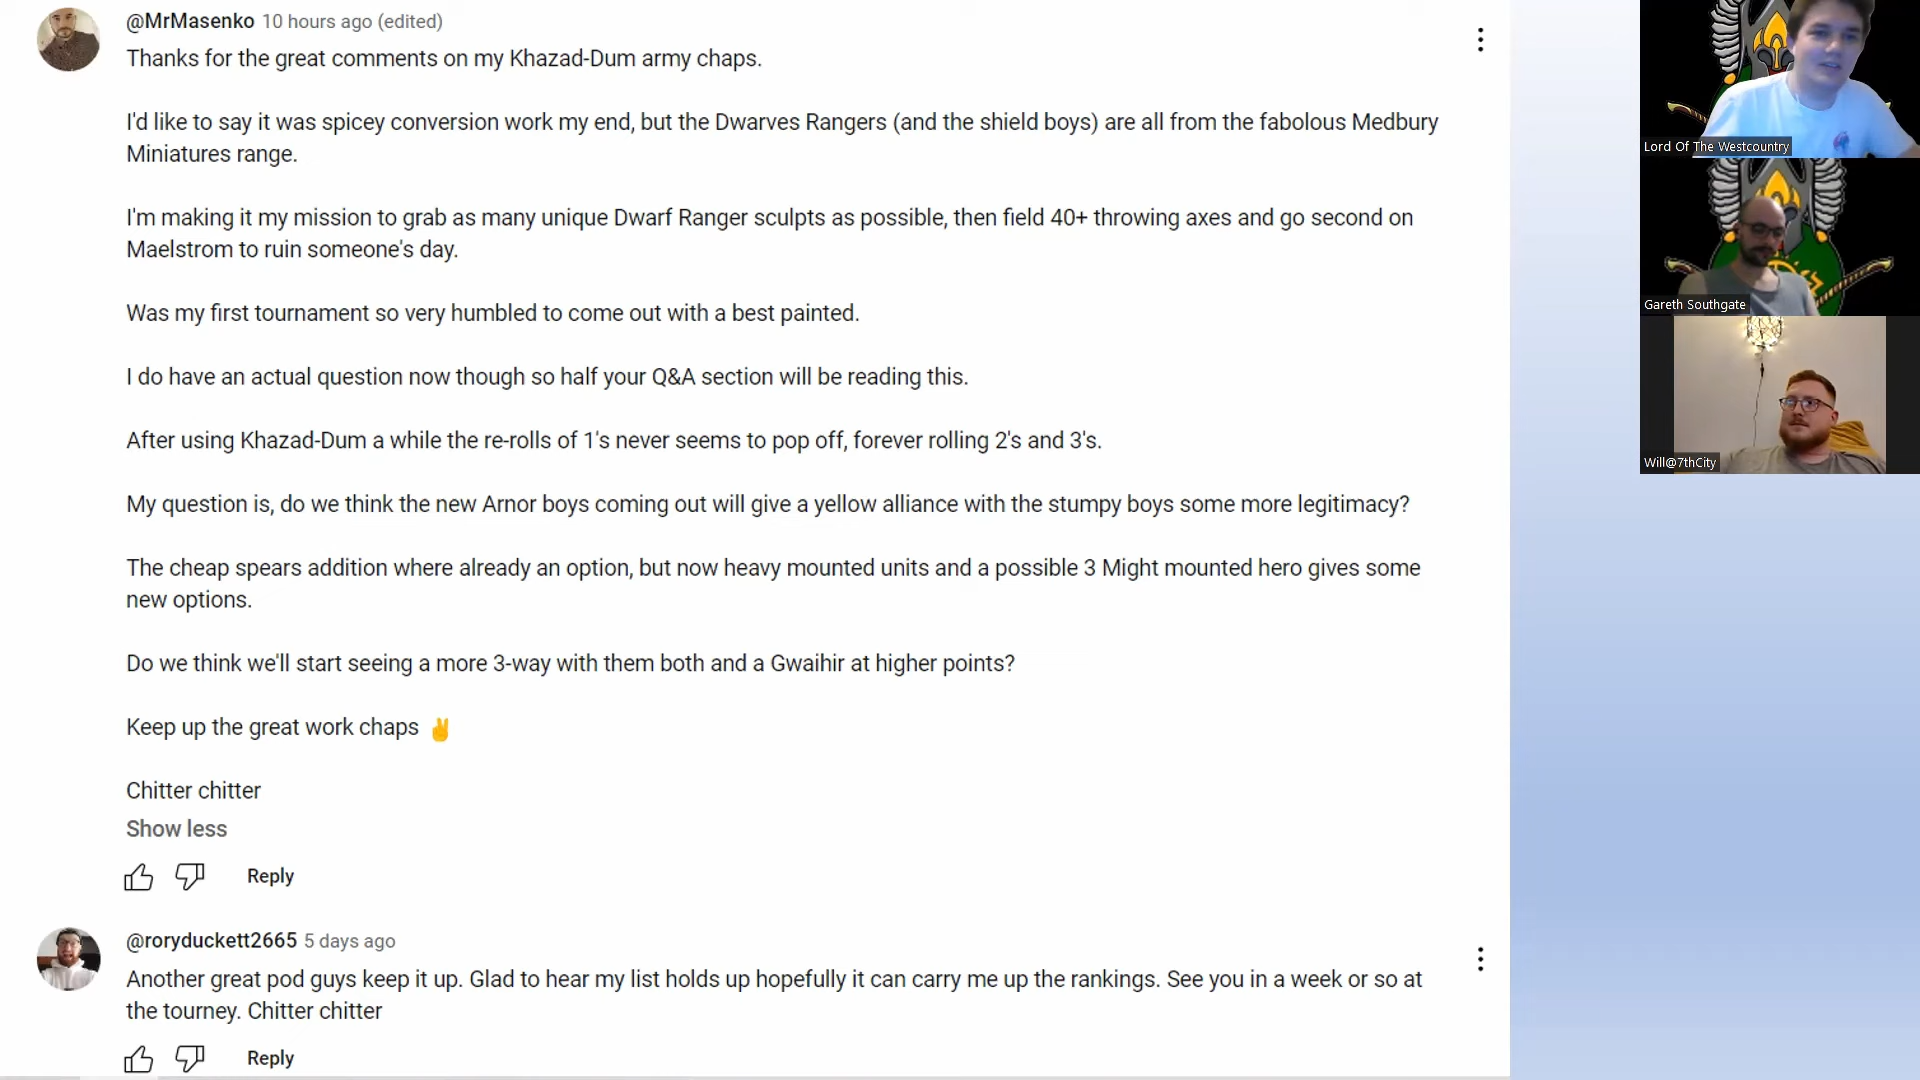 @MrMasenko 10 hours ago (edited)
Thanks for the great comments on my Khazad-Dum army chaps.
I'd like to say it was spicey conversion work my end, but the Dwarves Rangers (and the shield boys) are all from the fabolous Medbury
Miniatures range.
I'm making it my mission to grab as many unique Dwarf Ranger sculpts as possible, then field 40+ throwing axes and go second on
Maelstrom to ruin someone's day.
Was my first tournament so very humbled to come out with a best painted.
I do have an actual question now though so half your Q&A section will be reading this.
After using Khazad-Dum a while the re-rolls of 1's never seems to pop off, forever rolling 2's and 3's.
My question is, do we think the new Arnor boys coming out will give a yellow alliance with the stumpy boys some more legitimacy?
The cheap spears addition where already an option, but now heavy mounted units and a possible 3 Might mounted hero gives some
new options.
Do we think we'll start seeing a more 3-way with them both and a Gwaihir at higher points?
Keep up the great work chaps ✌
Chitter chitter
Show less
Reply
@roryduckett2665 5 days ago
Another great pod guys keep it up. Glad to hear my list holds up hopefully it can carry me up the rankings. See you in a week or so at
the tourney. Chitter chitter
Reply
Lord Of The Westcountry
Gareth Southgate
Will@7thCity